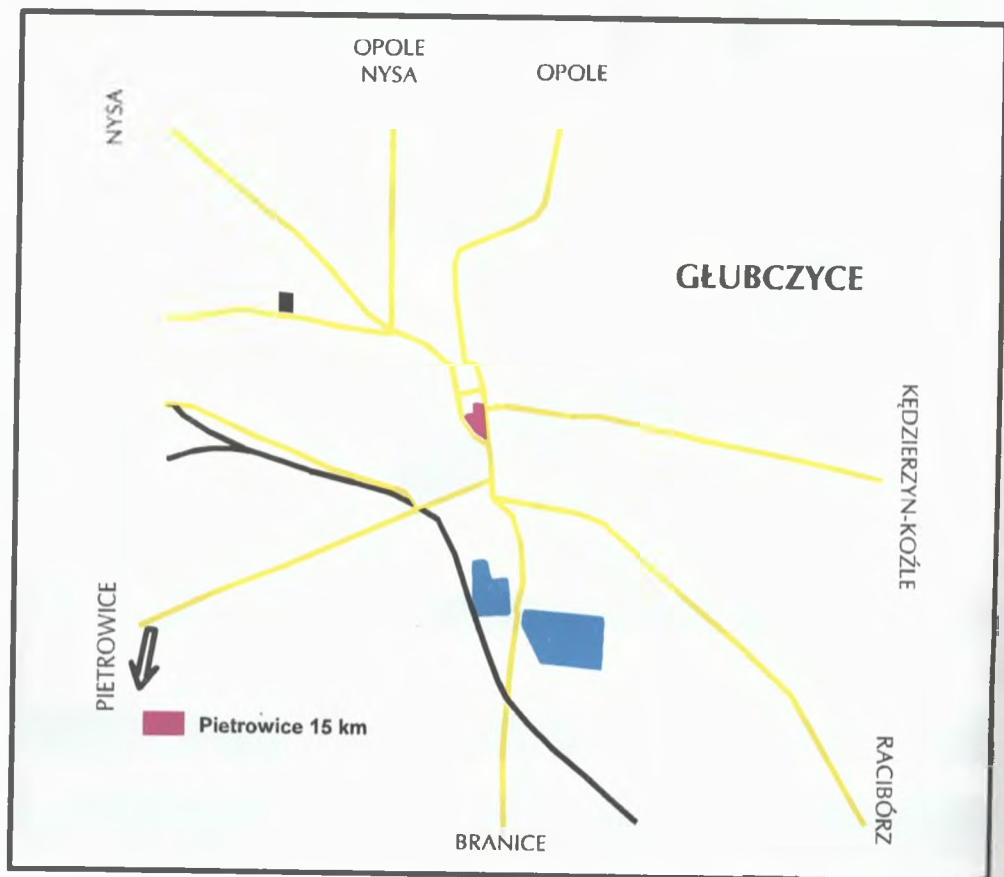 OPOLE
NYSA
OPOLE
NYSA
GŁUBCZYCE
KĘDZIERZYN-KOŹLE
PIETROWICE
Pietrowice 15 km
RACIBÓRZ
BRANICE